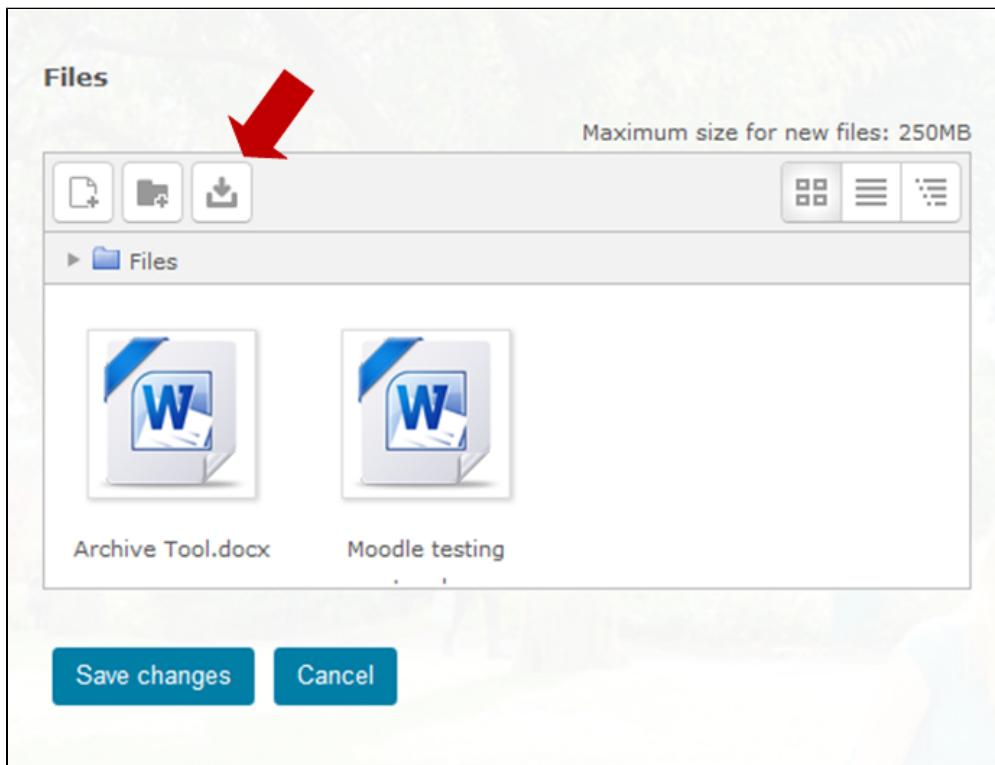 Files
Maximum size for new files: 250MB
Files
W
W
Archive Tool.docx
Moodle testing
Save changes
Cancel